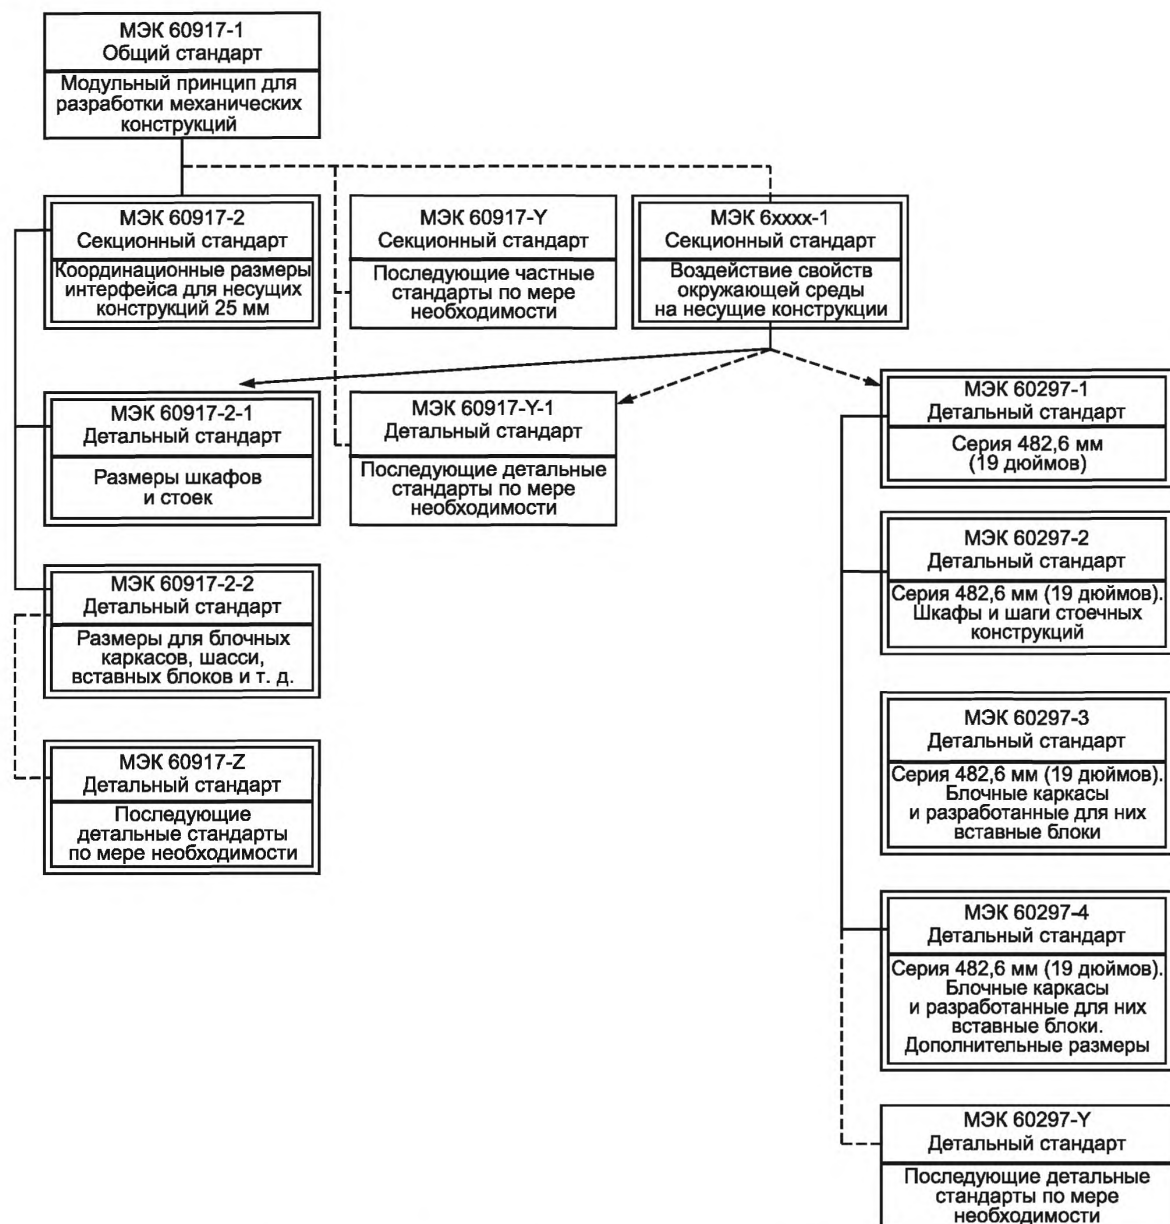 МЭК 60917-1
Общий стандарт
Модульный принцип для
разработки механических
конструкций
МЭК 60917-2
Секционный стандарт
Координационные размеры
интерфейса для несущих
конструкций 25 мм
МЭК 60917-Y
Секционный стандарт
Последующие частные
стандарты по мере
необходимости
МЭК 6xxxx-1
Секционный стандарт
Воздействие свойств
окружающей среды
на несущие конструкции
МЭК 60917-2-1
Детальный стандарт
Размеры шкафов
и стоек
МЭК 60917-Y-1
Детальный стандарт
Последующие детальные
стандарты по мере
необходимости
МЭК 60297-1
Детальный стандарт
Серия 482,6 мм
(19 дюймов)
МЭК 60297-2
Детальный стандарт
Серия 482,6 мм (19 дюймов).
Шкафы и шаги стоечных
конструкций
МЭК 60917-2-2
Детальный стандарт
Размеры для блочных
каркасов, шасси,
вставных блоков и т. д.
МЭК 60297-3
Детальный стандарт
Серия 482,6 мм (19 дюймов).
Блочные каркасы
и разработанные для них
вставные блоки
МЭК 60917-Z
Детальный стандарт
Последующие
детальные стандарты
по мере необходимости
МЭК 60297-4
Детальный стандарт
Серия 482,6 мм (19 дюймов).
Блочные каркасы
и разработанные для них
вставные блоки.
Дополнительные размеры
МЭК 60297-Y
Детальный стандарт
Последующие детальные
стандарты по мере
необходимости